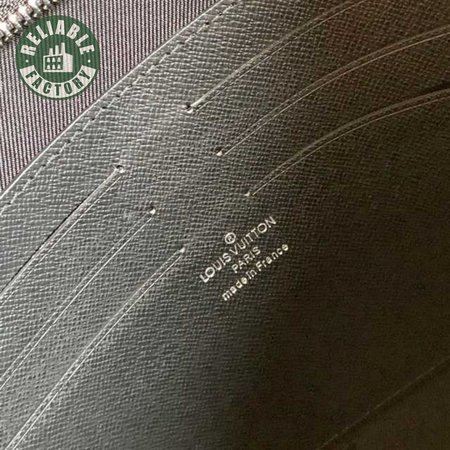 RELIABLE
FACTORY
LOUIS VUITTON
PARIS
made in France